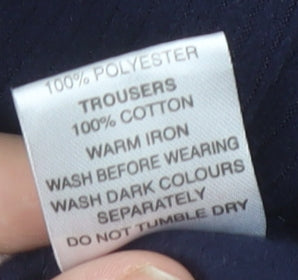 100% POLYESTER
TROUSERS
100% COTTON
WARM IRON
WASH BEFORE WEARING
WASH DARK COLOURS
SEPARATELY
DO NOT TUMBLE DRY